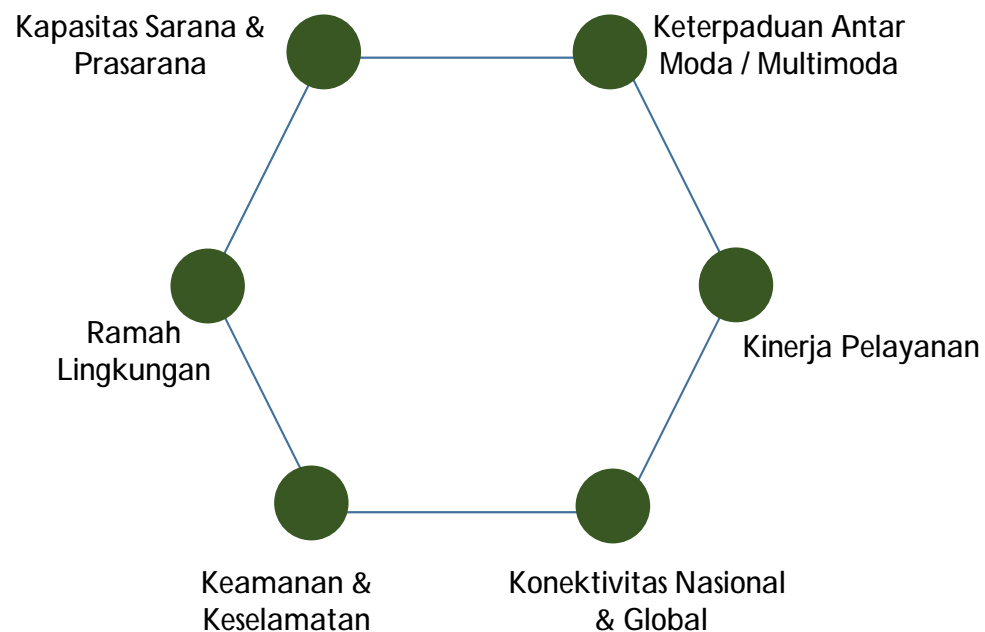 Kapasitas Sarana &
Prasarana
Keterpaduan Antar
Moda / Multimoda
Ramah
Lingkungan
Kinerja Pelayanan
Keamanan &
Keselamatan
Konektivitas Nasional
& Global